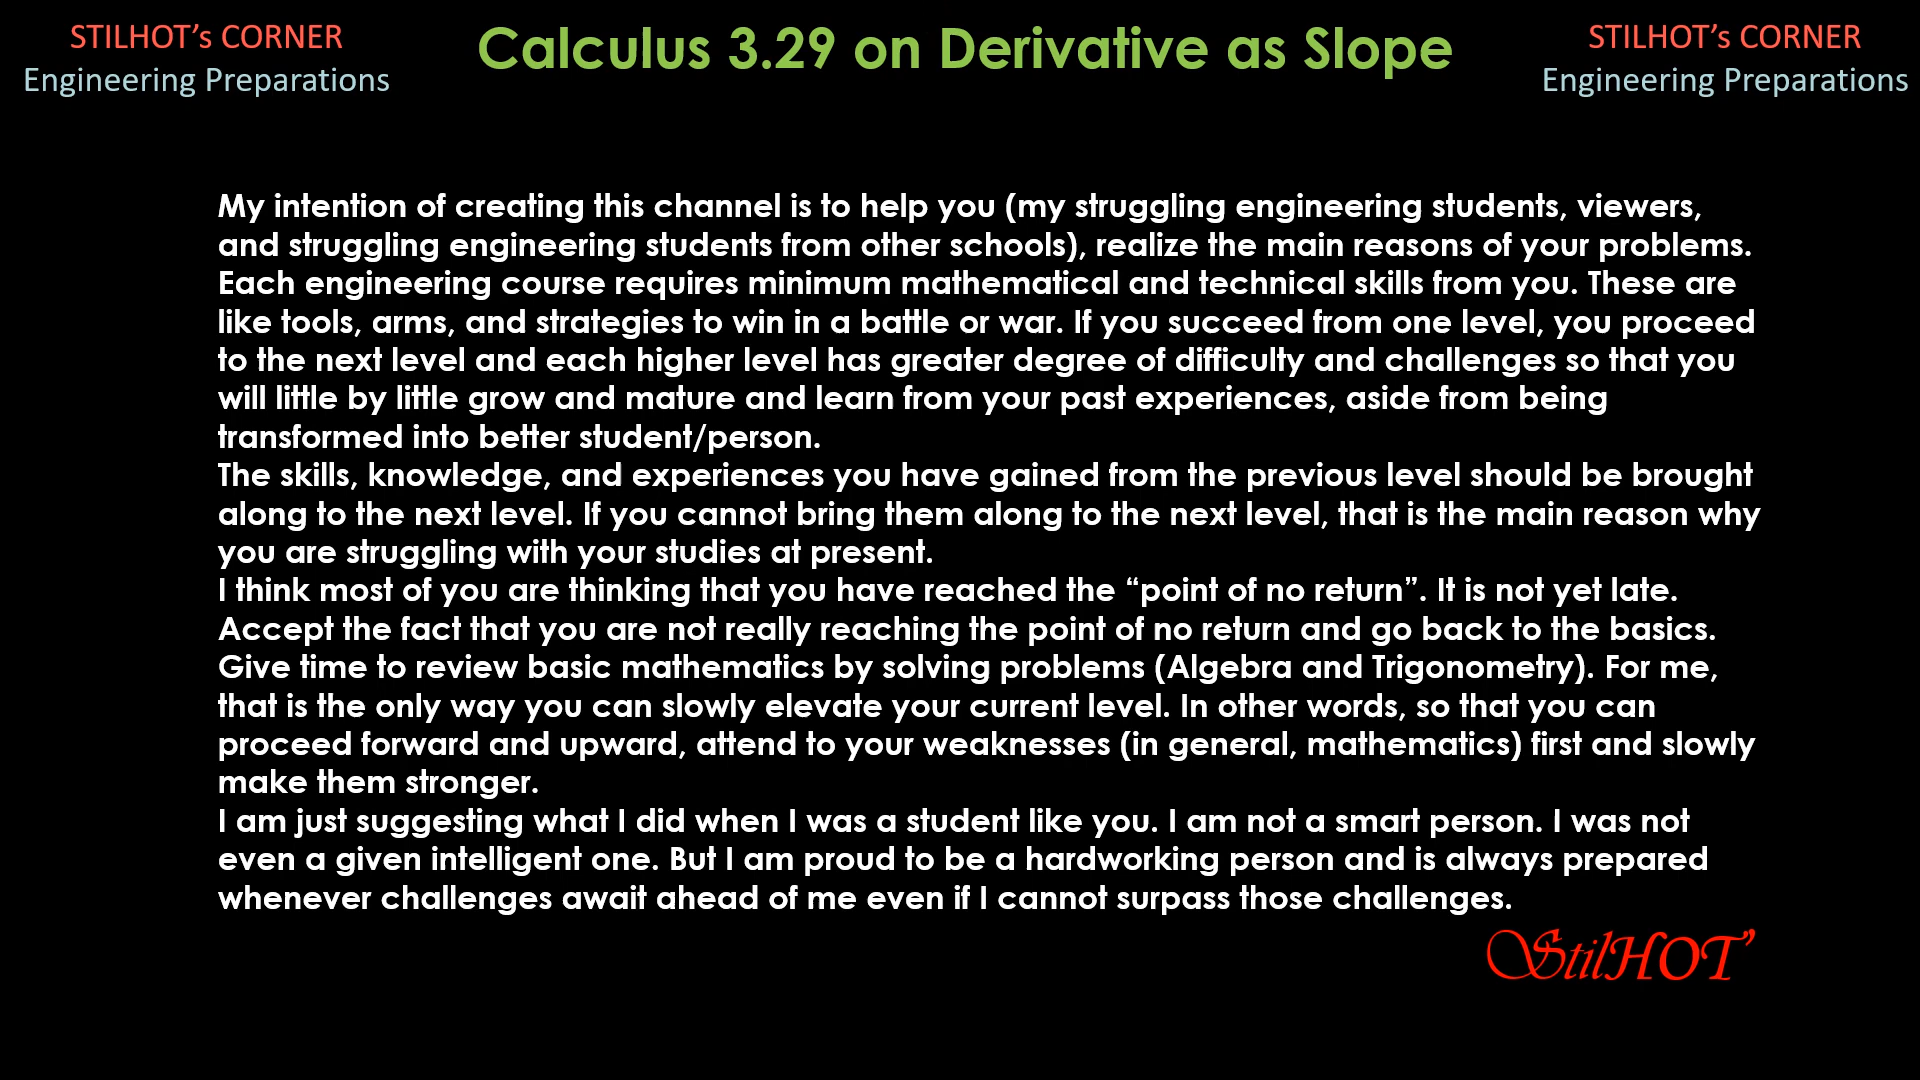 STILHOT’s CORNER
Engineering Preparations
Calculus 3.29 on Derivative as Slope
STILHOT’s CORNER
Engineering Preparations
My intention of creating this channel is to help you (my struggling engineering students, viewers,
and struggling engineering students from other schools), realize the main reasons of your problems.
Each engineering course requires minimum mathematical and technical skills from you. These are
like tools, arms, and strategies to win in a battle or war. If you succeed from one level, you proceed
to the next level and each higher level has greater degree of difficulty and challenges so that you
will little by little grow and mature and learn from your past experiences, aside from being
transformed into better student/person.
The skills, knowledge, and experiences you have gained from the previous level should be brought
along to the next level. If you cannot bring them along to the next level, that is the main reason why
you are struggling with your studies at present.
I think most of you are thinking that you have reached the “point of no return”. It is not yet late.
Accept the fact that you are not really reaching the point of no return and go back to the basics.
Give time to review basic mathematics by solving problems (Algebra and Trigonometry). For me,
that is the only way you can slowly elevate your current level. In other words, so that you can
proceed forward and upward, attend to your weaknesses (in general, mathematics) first and slowly
make them stronger.
I am just suggesting what I did when I was a student like you. I am not a smart person. I was not
even a given intelligent one. But I am proud to be a hardworking person and is always prepared
whenever challenges await ahead of me even if I cannot surpass those challenges.
StilHOT’